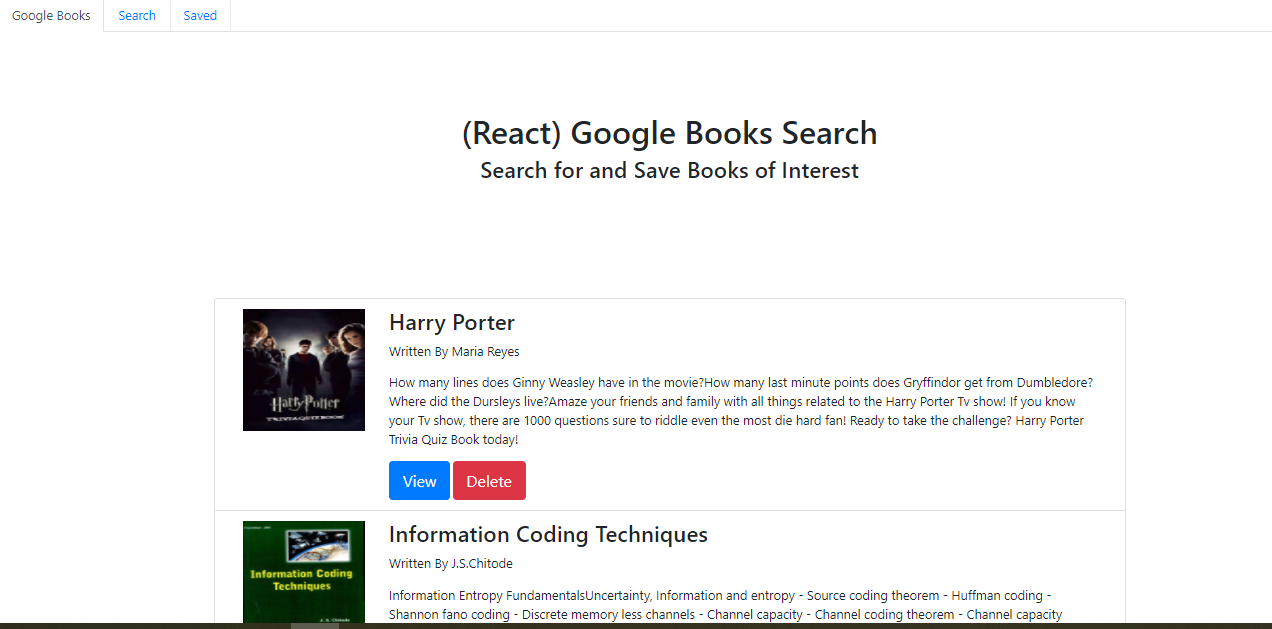 Google Books Search Saved
(React) Google Books Search
Search for and Save Books of Interest
Harry Potter
TRIVIA QUIZ BOOK
Harry Porter
Written By Maria Reyes
How many lines does Ginny Weasley have in the movie?How many last minute points does Gryffindor get from Dumbledore?
Where did the Dursleys live?Amaze your friends and family with all things related to the Harry Porter Tv show! If you know
your Tv show, there are 1000 questions sure to riddle even the most die hard fan! Ready to take the challenge? Harry Porter
Trivia Quiz Book today!
View Delete
Information Coding
Techniques
J. S. Chitode
Information Coding Techniques
Written By J.S.Chitode
Information Entropy FundamentalsUncertainty, Information and entropy - Source coding theorem - Huffman coding -
Shannon fano coding - Discrete memory less channels - Channel capacity - Channel coding theorem - Channel capacity